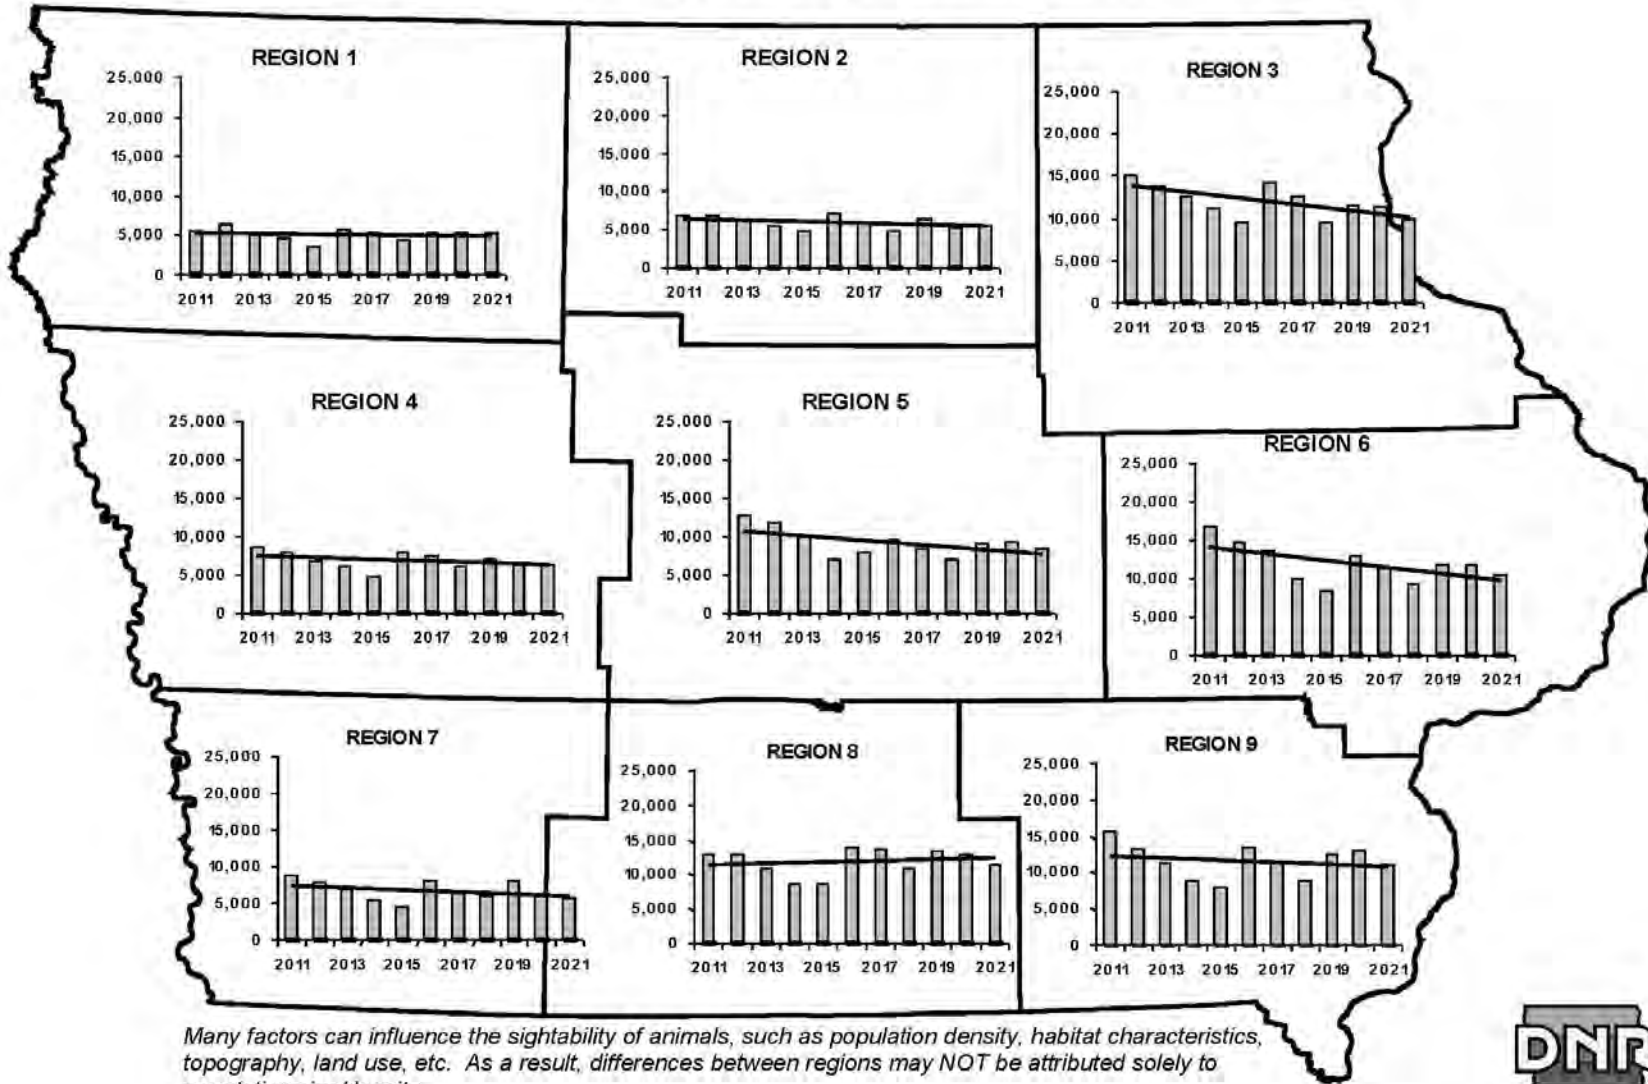 REGION 1
25,000
20,000
15,000
10,000
5,000
0
2011 2013 2015 2017 2019 2021
REGION 2
25,000
20,000
15,000
10,000
5,000
0
2011 2013 2015 2017 2019 2021
REGION 3
25,000
20,000
15,000
10,000
5,000
0
2011 2013 2015 2017 2019 2021
REGION 4
25,000
20,000
15,000
10,000
5,000
0
2011 2013 2015 2017 2019 2021
REGION 5
25,000
20,000
15,000
10,000
5,000
0
2011 2013 2015 2017 2019 2021
REGION 6
25,000
20,000
15,000
10,000
5,000
0
2011 2013 2015 2017 2019 2021
REGION 7
25,000
20,000
15,000
10,000
5,000
0
2011 2013 2015 2017 2019 2021
REGION 8
25,000
20,000
15,000
10,000
5,000
0
2011 2013 2015 2017 2019 2021
REGION 9
25,000
20,000
15,000
10,000
5,000
0
2011 2013 2015 2017 2019 2021
Many factors can influence the sightability of animals, such as population density, habitat characteristics,
topography, land use, etc. As a result, differences between regions may NOT be attributed solely to
DNR